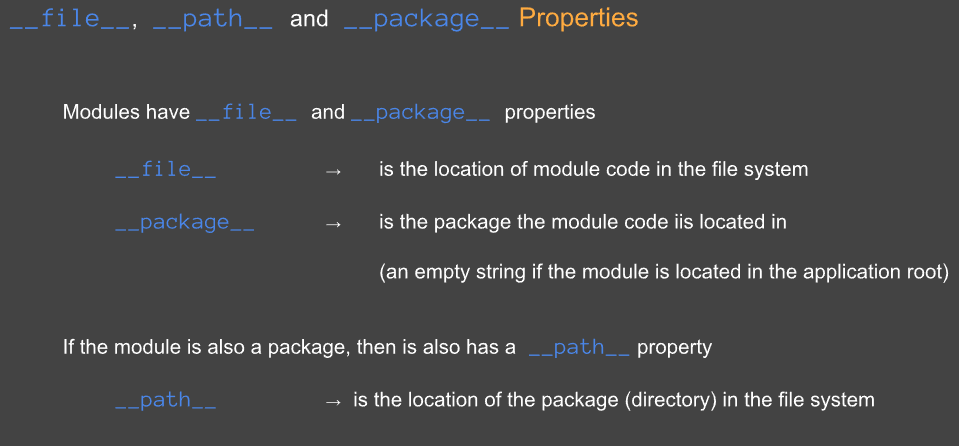 __file__, __path__ and __package__ Properties
Modules have __file__ and __package__ properties
__file__ → is the location of module code in the file system
__package__ → is the package the module code iis located in
(an empty string if the module is located in the application root)
If the module is also a package, then is also has a __path__ property
__path__ → is the location of the package (directory) in the file system